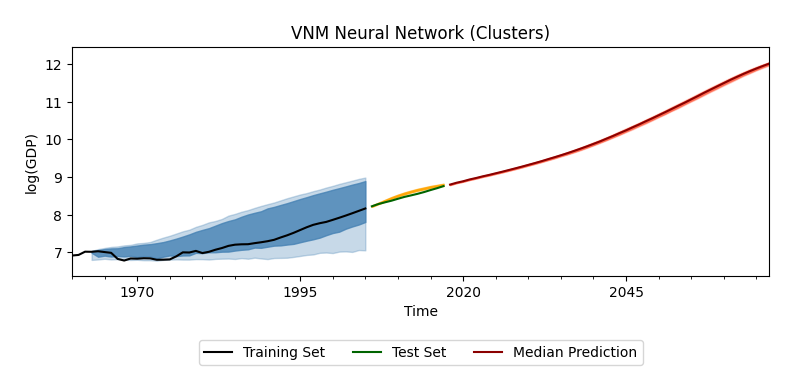 VNM Neural Network (Clusters)
12
11
10
9
8
7
log(GDP)
1970 1995 2020 2045
Time
Training Set Test Set Median Prediction